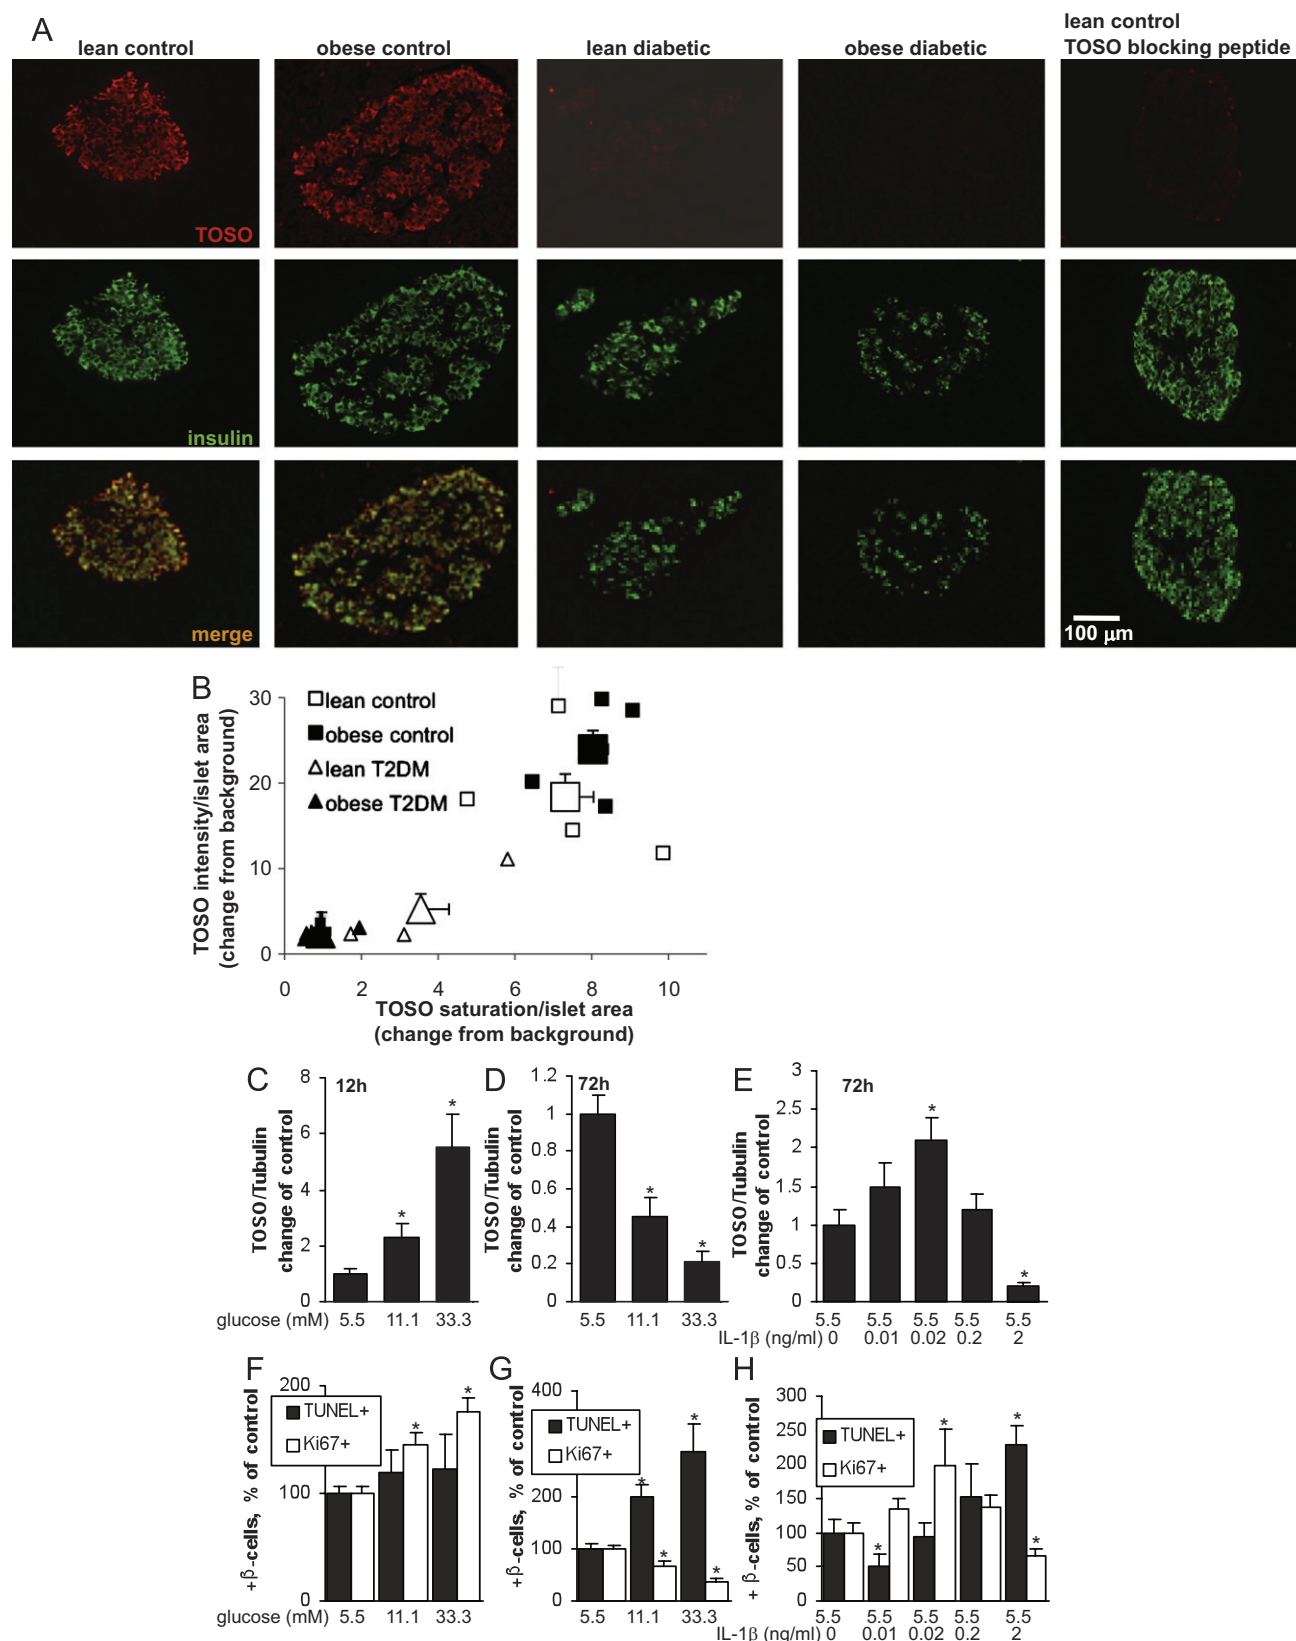 A
lean control
obese control
lean diabetic
obese diabetic
lean control
TOSO blocking peptide
TOSO
insulin
merge
100 μm
B
TOSO intensity/islet area
(change from background)
30
20
10
0
lean control
obese control
lean T2DM
obese T2DM
0 2 4 6 8 10
TOSO saturation/islet area
(change from background)
C
12h
TOSO/Tubulin
change of control
8
6
4
2
0
* *
glucose (mM) 5.5 11.1 33.3
D
72h
TOSO/Tubulin
change of control
1.2
1
0.8
0.6
0.4
0.2
0
* *
5.5 11.1 33.3
E
72h
TOSO/Tubulin
change of control
3
2.5
2
1.5
1
0.5
0
* *
5.5 5.5 5.5 5.5 5.5
IL-1β (ng/ml) 0 0.01 0.02 0.2 2
F
+β-cells, % of control
200
100
0
TUNEL+
Ki67+
* *
glucose (mM) 5.5 11.1 33.3
G
+β-cells, % of control
400
200
100
0
TUNEL+
Ki67+
* * * *
5.5 11.1 33.3
H
+ β-cells, % of control
300
250
200
150
100
50
0
TUNEL+
Ki67+
* * * *
5.5 5.5 5.5 5.5 5.5
IL-1β (ng/ml) 0 0.01 0.02 0.2 2